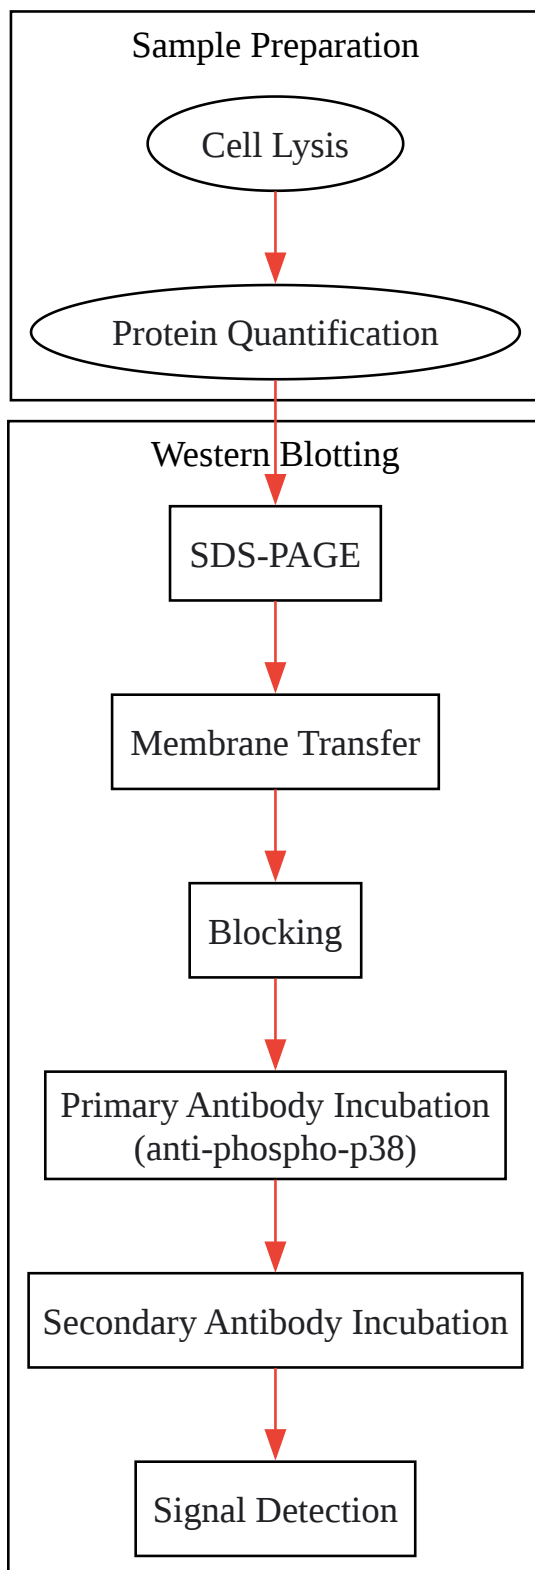 Sample Preparation
Cell Lysis
Protein Quantification
Western Blotting
SDS-PAGE
Membrane Transfer
Blocking
Primary Antibody Incubation
(anti-phospho-p38)
Secondary Antibody Incubation
Signal Detection